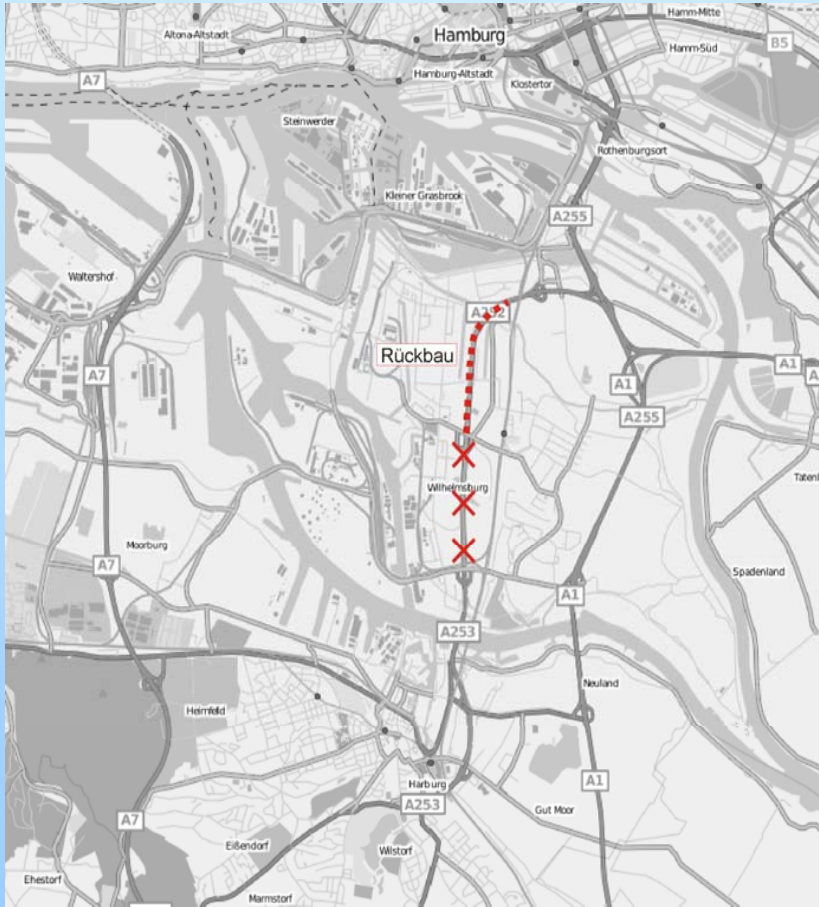 Hamm-Mitte
Altona-Altstadt
Hamburg
B5
Hamm-Süd
A7
Hamburg-Altstadt
Klostertor
Steinwerder
Rothenburgsort
Kleiner Grasbrook
A255
Waltershof
A252
Rückbau
A1
A7
A1
A255
Tatenb
Wilhelmsburg
Moorburg
A7
Spadenland
A1
A253
Neuland
Heimfeld
Harburg
A1
A253
Gut Moor
A7
Eißendorf
Wilstorf
Ehestorf
Marmstorf